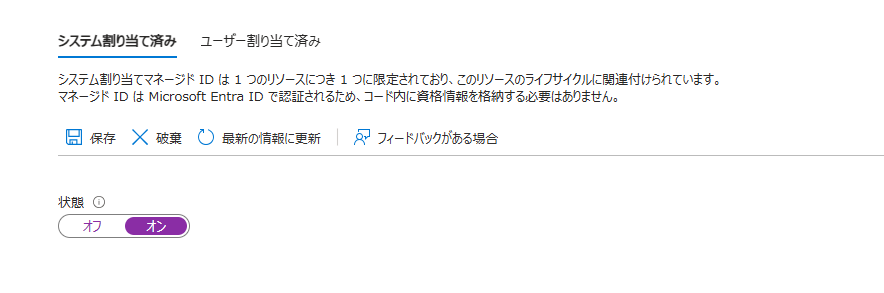 システム割り当て済み ユーザー割り当て済み
システム割り当てマネージド ID は 1 つのリソースにつき 1 つに限定されており、このリソースのライフサイクルに関連付けられています。
マネージド ID は Microsoft Entra ID で認証されるため、コード内に資格情報を格納する必要はありません。
保存 破棄 最新の情報に更新 フィードバックがある場合
状態
オフ オン